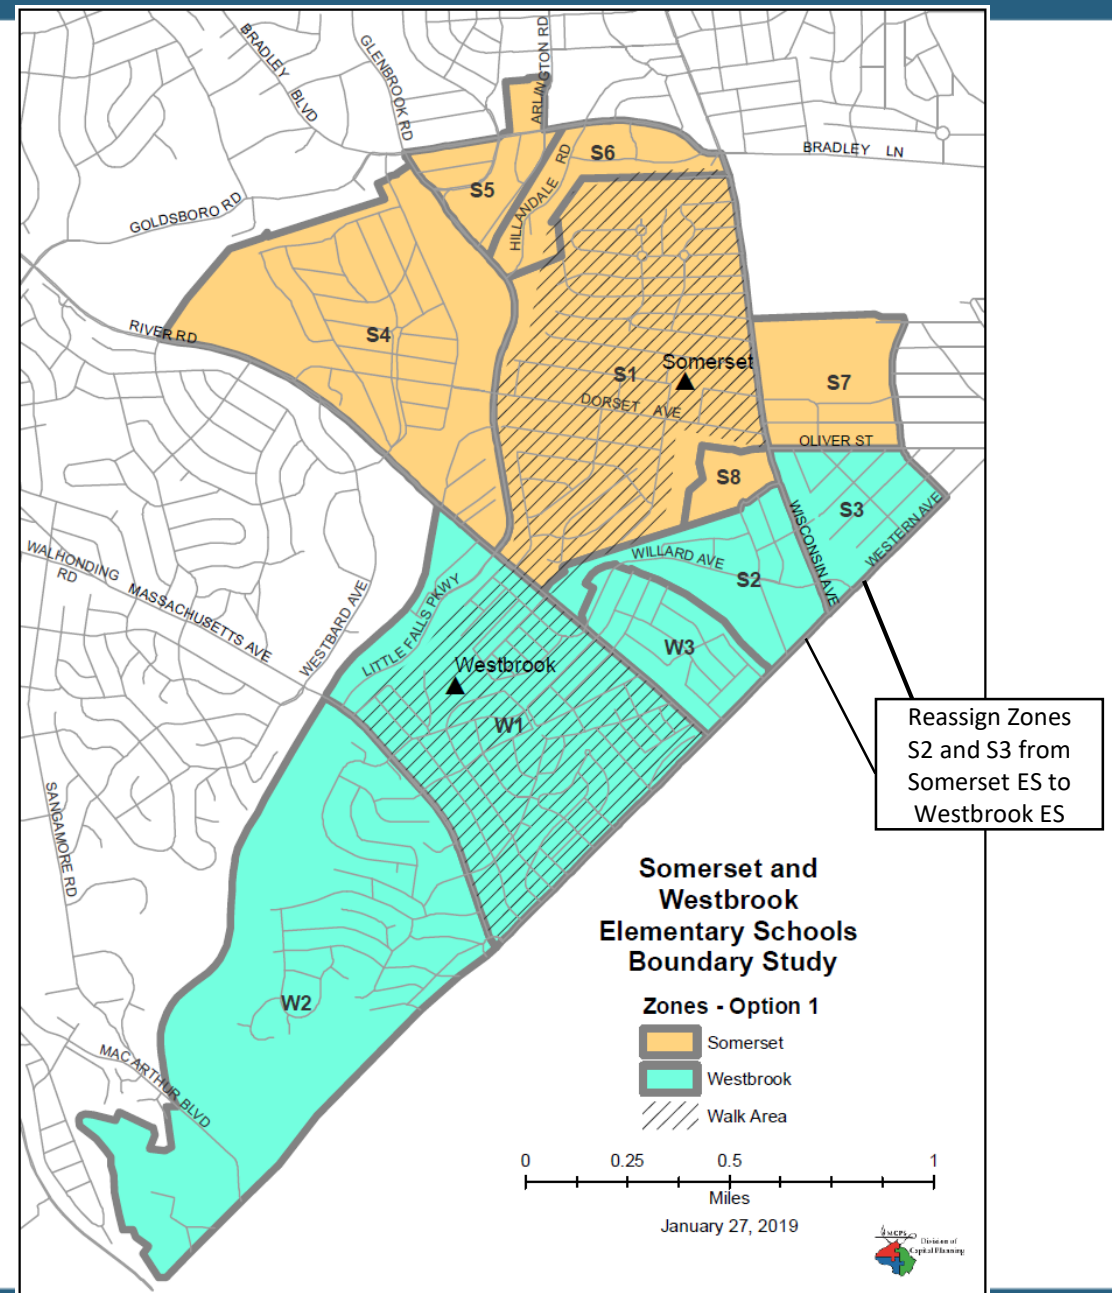 BRADLEY BLVD
GLENBROOK RD
ARLINGTON RD
BRADLEY LN
S6
S5
HILLANDALE RD
GOLDSBORO RD
RIVER RD
S4
Somerset
S1
S7
DORSET AVE
OLIVER ST
S8
S3
WISCONSIN AVE
WESTERN AVE
WILLARD AVE
S2
WALHONDING RD
MASSACHUSETTS AVE
WESTBARD AVE
LITTLE FALLS PKWY
W3
Westbrook
W1
Reassign Zones
S2 and S3 from
Somerset ES to
Westbrook ES
SANGAMORE RD
W2
MAC ARTHUR BLVD
Somerset and
Westbrook
Elementary Schools
Boundary Study
Zones - Option 1
Somerset
Westbrook
Walk Area
0 0.25 0.5 1
Miles
January 27, 2019
MCPS
Division of
Capital Planning